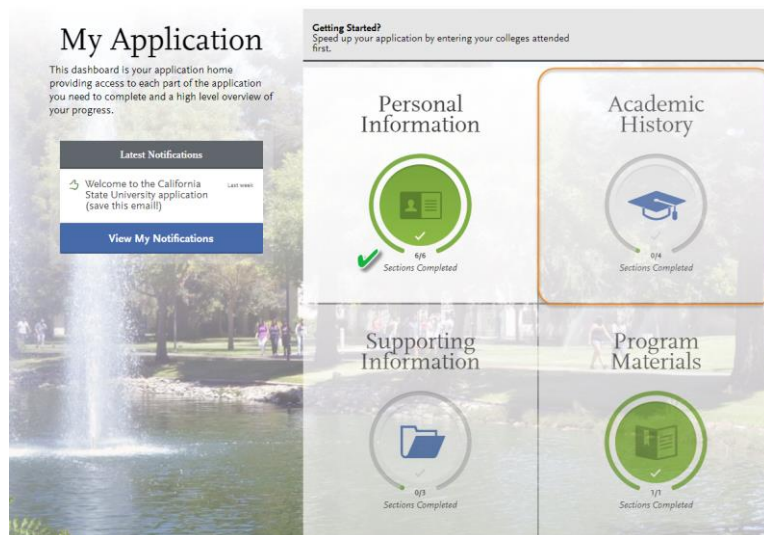 My Application
This dashboard is your application home
providing access to each part of the application
you need to complete and a high level overview of
your progress.
Latest Notifications
Welcome to the California
State University application
(save this email!)
Last week
View My Notifications
Getting Started?
Speed up your application by entering your colleges attended
first.
Personal
Information
6/6
Sections Completed
Academic
History
0/4
Sections Completed
Supporting
Information
0/3
Sections Completed
Program
Materials
1/1
Sections Completed